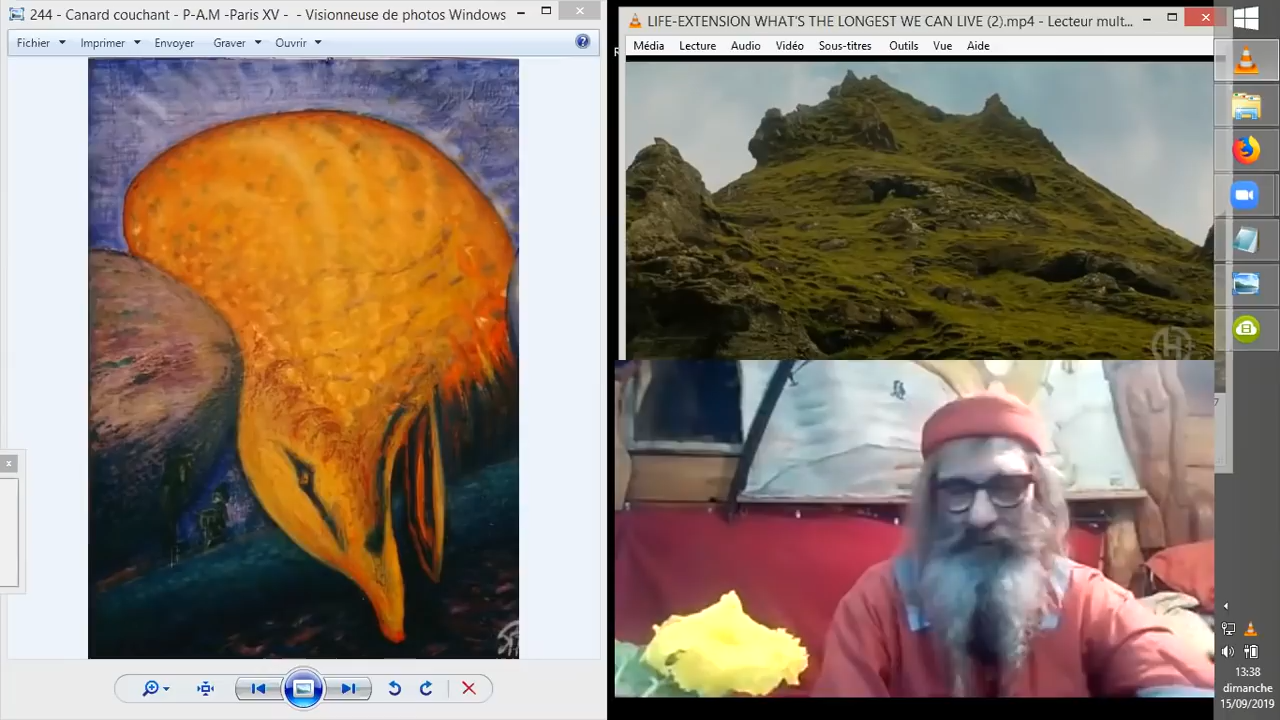 244 - Canard couchant - P-A-M -Paris XV - - Visionneuse de photos Windows
Fichier Imprimer Envoyer Graver Ouvrir
LIFE-EXTENSION WHAT'S THE LONGEST WE CAN LIVE (2).mp4 - Lecteur mult...
Média Lecture Audio Vidéo Sous-titres Outils Vue Aide
13:38
dimanche
15/09/2019